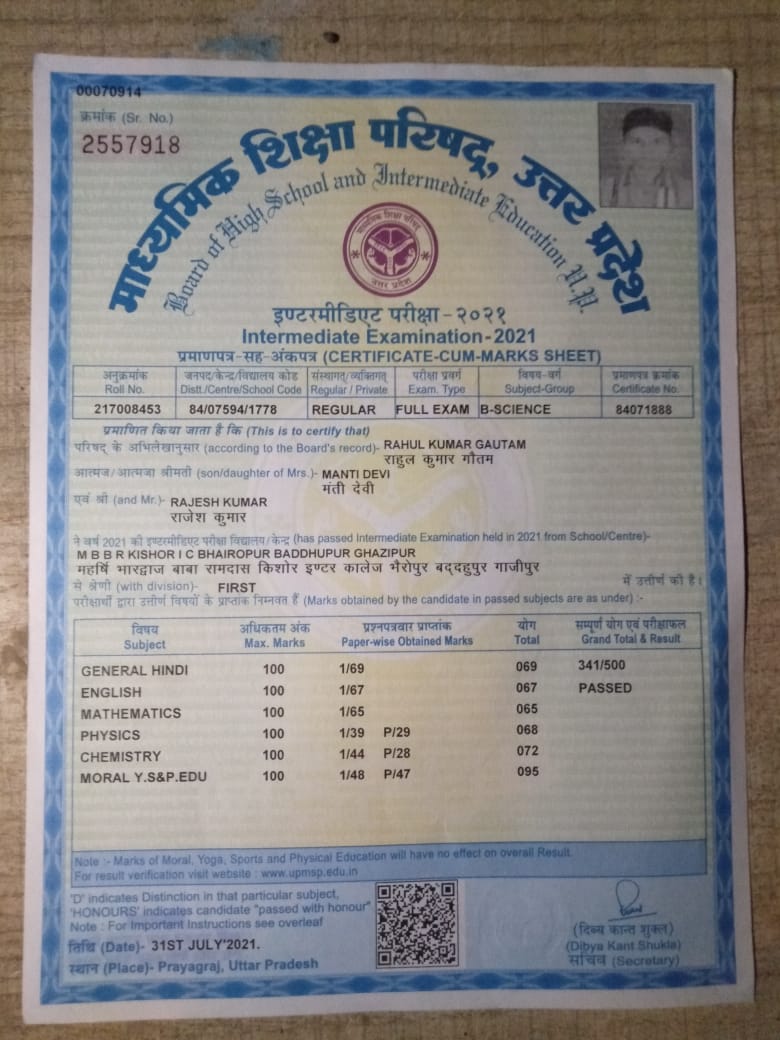 00070914
क्रमांक (Sr. No.)
2557918
माध्यमिक शिक्षा परिषद्, उत्तर प्रदेश
Board of High School and Intermediate Education U.P.
माध्यमिक शिक्षा परिषद्
उत्तर प्रदेश
इण्टरमीडिएट परीक्षा - २०२१
Intermediate Examination - 2021
प्रमाणपत्र-सह-अंकपत्र (CERTIFICATE-CUM-MARKS SHEET)
अनुक्रमांक जनपद/केन्द्र/विद्यालय कोड संस्थागत/व्यक्तिगत परीक्षा प्रवर्ग विषय-वर्ग प्रमाणपत्र क्रमांक
Roll No. Distt./Centre/School Code Regular / Private Exam. Type Subject-Group Certificate No.
217008453 84/07594/1778 REGULAR FULL EXAM B-SCIENCE 84071888
प्रमाणित किया जाता है कि (This is to certify that)
परिषद् के अभिलेखानुसार (according to the Board's record)- RAHUL KUMAR GAUTAM
राहुल कुमार गौतम
आत्मज/आत्मजा श्रीमती (son/daughter of Mrs.)- MANTI DEVI
मंती देवी
एवं श्री (and Mr.)- RAJESH KUMAR
राजेश कुमार
ने वर्ष 2021 की इण्टरमीडिएट परीक्षा विद्यालय/केन्द्र (has passed Intermediate Examination held in 2021 from School/Centre)-
M B B R KISHOR I C BHAIROPUR BADDHUPUR GHAZIPUR
महर्षि भारद्वाज बाबा रामदास किशोर इण्टर कालेज भैरोपुर बद्दहुपुर गाजीपुर
से श्रेणी (with division)- FIRST में उत्तीर्ण की है।
परीक्षार्थी द्वारा उत्तीर्ण विषयों के प्राप्तांक निम्नवत हैं (Marks obtained by the candidate in passed subjects are as under) :-
विषय अधिकतम अंक प्रश्नपत्रवार प्राप्तांक योग सम्पूर्ण योग एवं परीक्षाफल
Subject Max. Marks Paper-wise Obtained Marks Total Grand Total & Result
GENERAL HINDI 100 1/69 069 341/500
ENGLISH 100 1/67 067 PASSED
MATHEMATICS 100 1/65 065
PHYSICS 100 1/39 P/29 068
CHEMISTRY 100 1/44 P/28 072
MORAL Y.S&P.EDU 100 1/48 P/47 095
Note :- Marks of Moral, Yoga, Sports and Physical Education will have no effect on overall Result.
For result verification visit website : www.upmsp.edu.in
'D' indicates Distinction in that particular subject,
'HONOURS' indicates candidate "passed with honour"
Note : For Important Instructions see overleaf
तिथि (Date)- 31ST JULY'2021.
स्थान (Place)- Prayagraj, Uttar Pradesh
(दिव्य कान्त शुक्ल)
(Dibya Kant Shukla)
सचिव (Secretary)